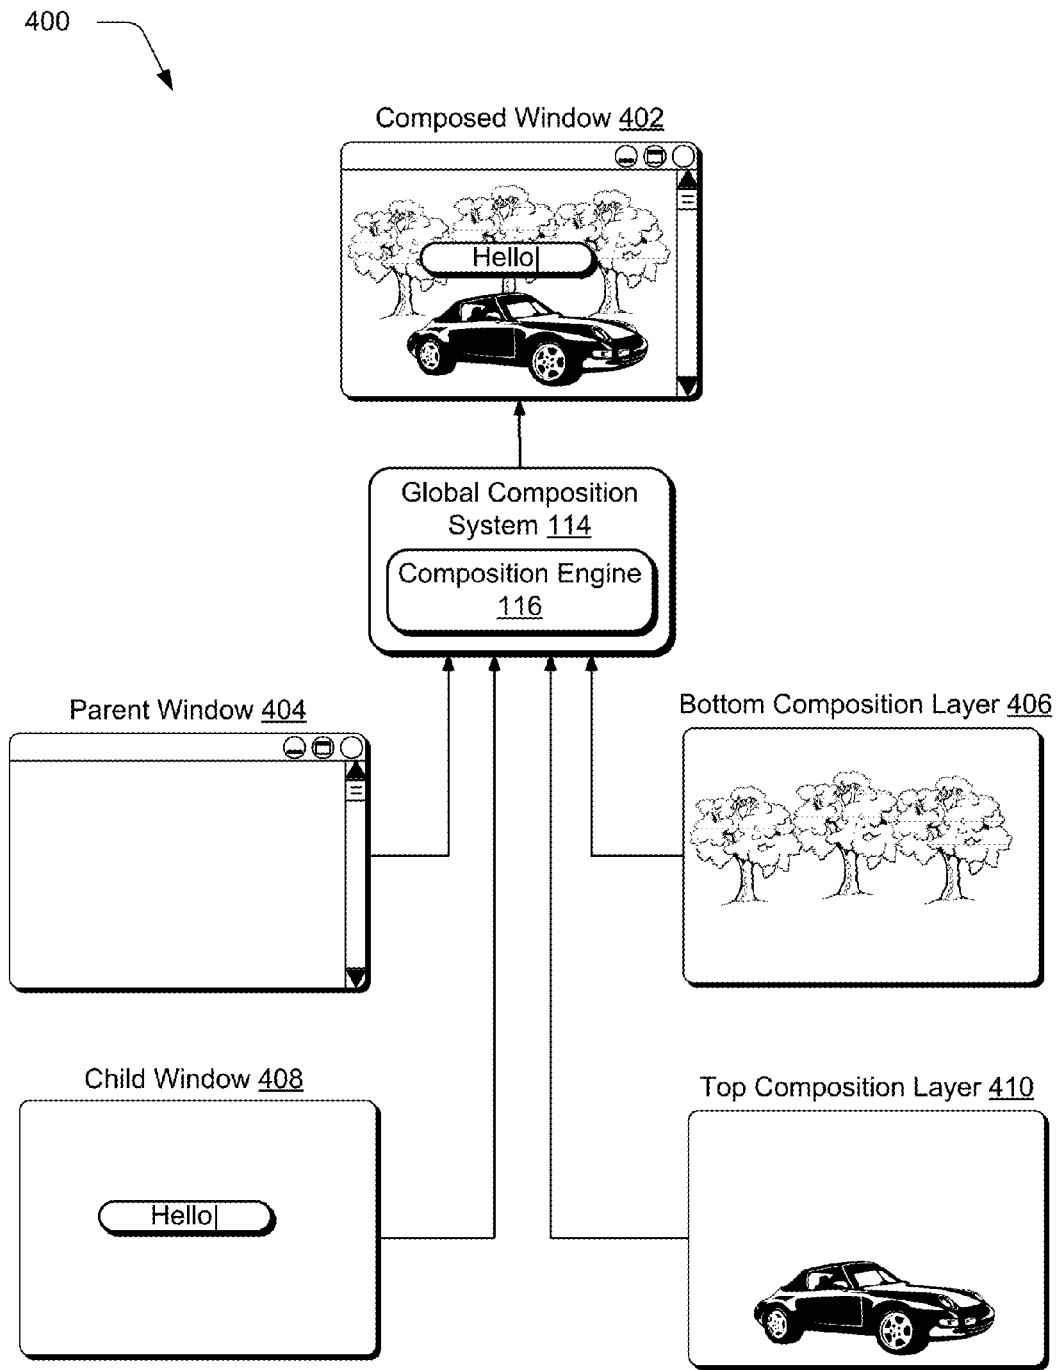 400
Composed Window 402
Hello
Global Composition
System 114
Composition Engine
116
Parent Window 404
Bottom Composition Layer 406
Child Window 408
Hello
Top Composition Layer 410